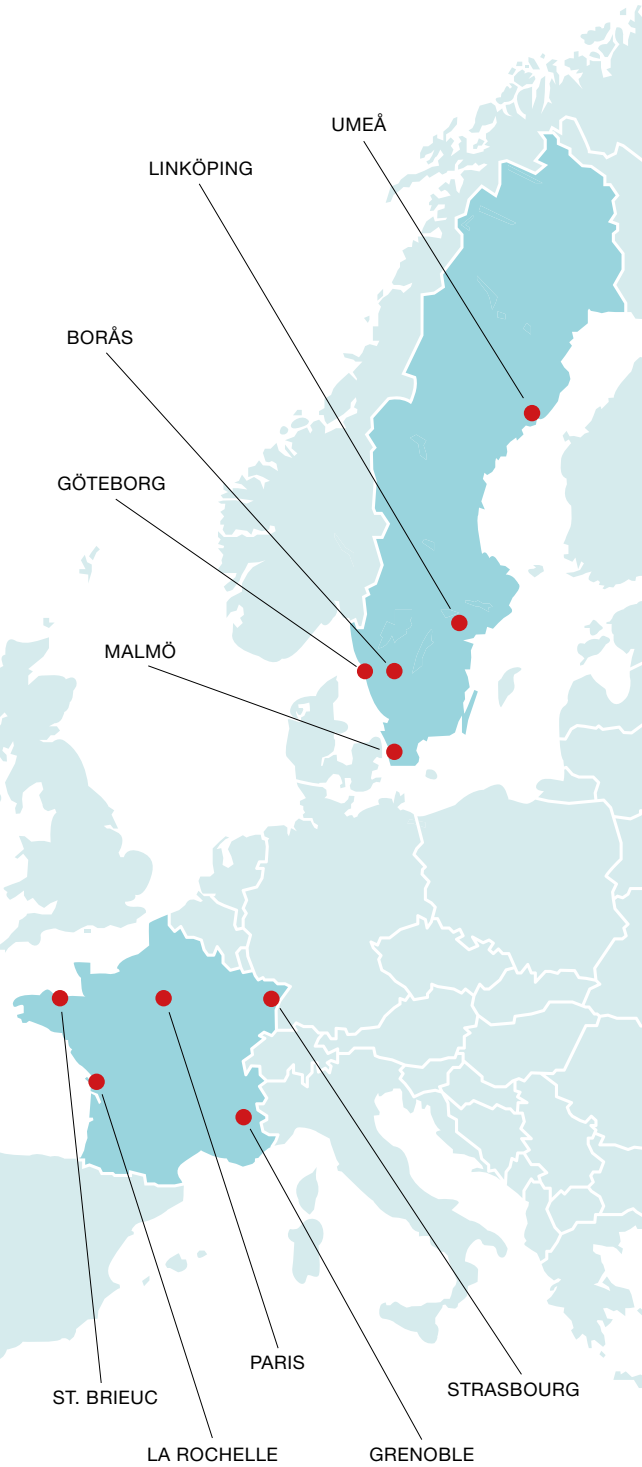 UMEÅ
LINKÖPING
BORÅS
GÖTEBORG
MALMÖ
PARIS
STRASBOURG
ST. BRIEUC
LA ROCHELLE
GRENOBLE